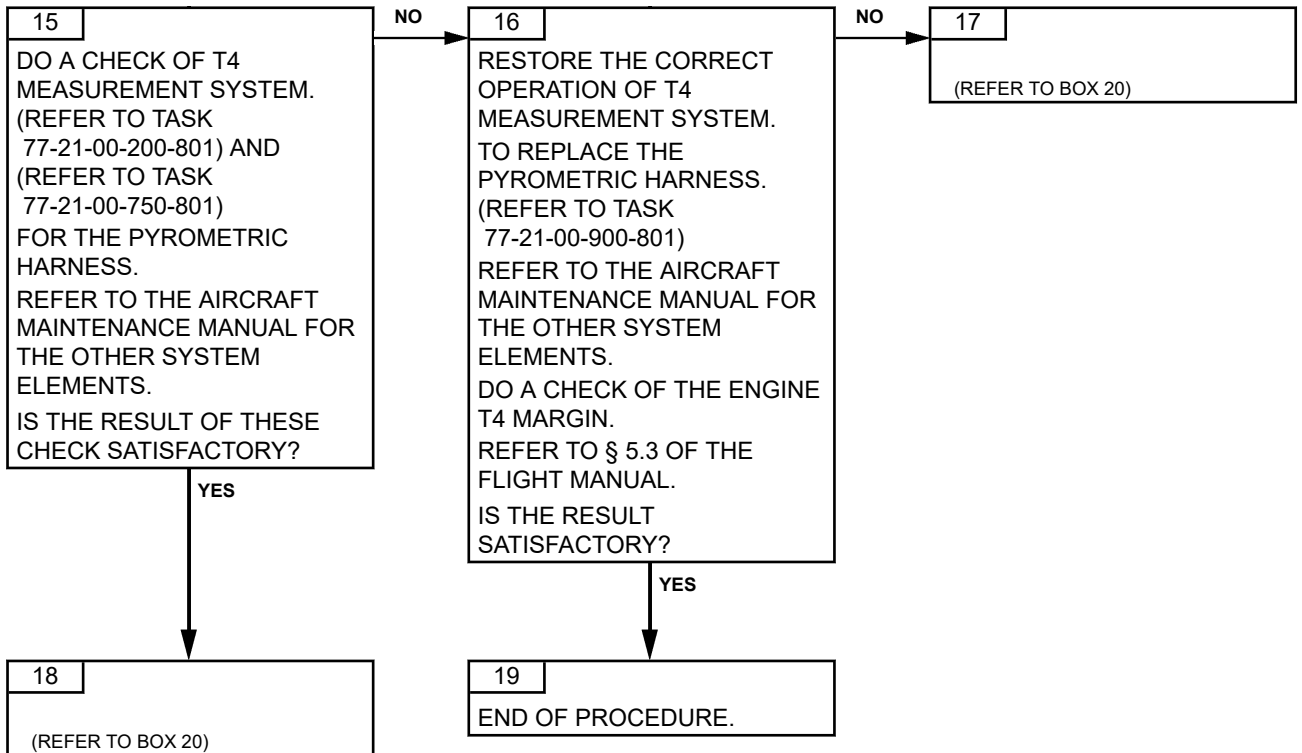 15
DO A CHECK OF T4
MEASUREMENT SYSTEM.
(REFER TO TASK
77-21-00-200-801) AND
(REFER TO TASK
77-21-00-750-801)
FOR THE PYROMETRIC
HARNESS.
REFER TO THE AIRCRAFT
MAINTENANCE MANUAL FOR
THE OTHER SYSTEM
ELEMENTS.
IS THE RESULT OF THESE
CHECK SATISFACTORY?
NO
16
RESTORE THE CORRECT
OPERATION OF T4
MEASUREMENT SYSTEM.
TO REPLACE THE
PYROMETRIC HARNESS.
(REFER TO TASK
77-21-00-900-801)
REFER TO THE AIRCRAFT
MAINTENANCE MANUAL FOR
THE OTHER SYSTEM
ELEMENTS.
DO A CHECK OF THE ENGINE
T4 MARGIN.
REFER TO § 5.3 OF THE
FLIGHT MANUAL.
IS THE RESULT
SATISFACTORY?
NO
17
(REFER TO BOX 20)
YES
YES
18
(REFER TO BOX 20)
19
END OF PROCEDURE.